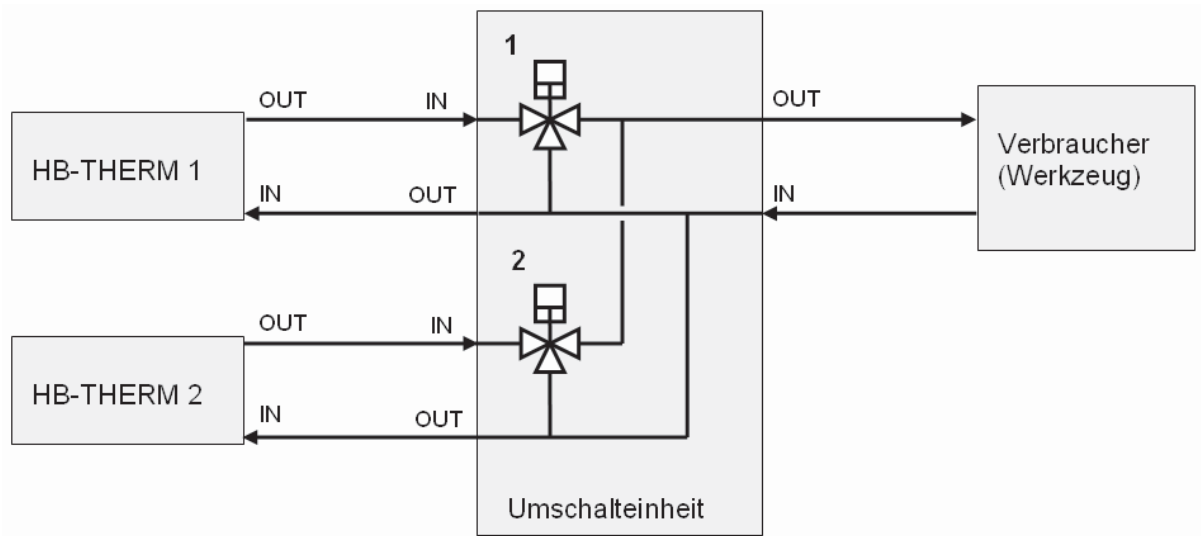 1
OUT
IN
OUT
HB-THERM 1
Verbraucher
(Werkzeug)
IN
OUT
IN
2
OUT
IN
HB-THERM 2
IN
OUT
Umschalteinheit